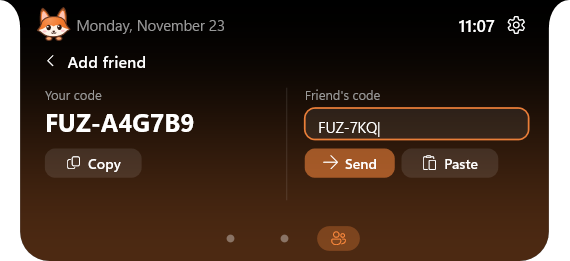 Monday, November 23
11:07
Add friend
Your code
FUZ-A4G7B9
Copy
Friend's code
FUZ-7KQ
Send
Paste